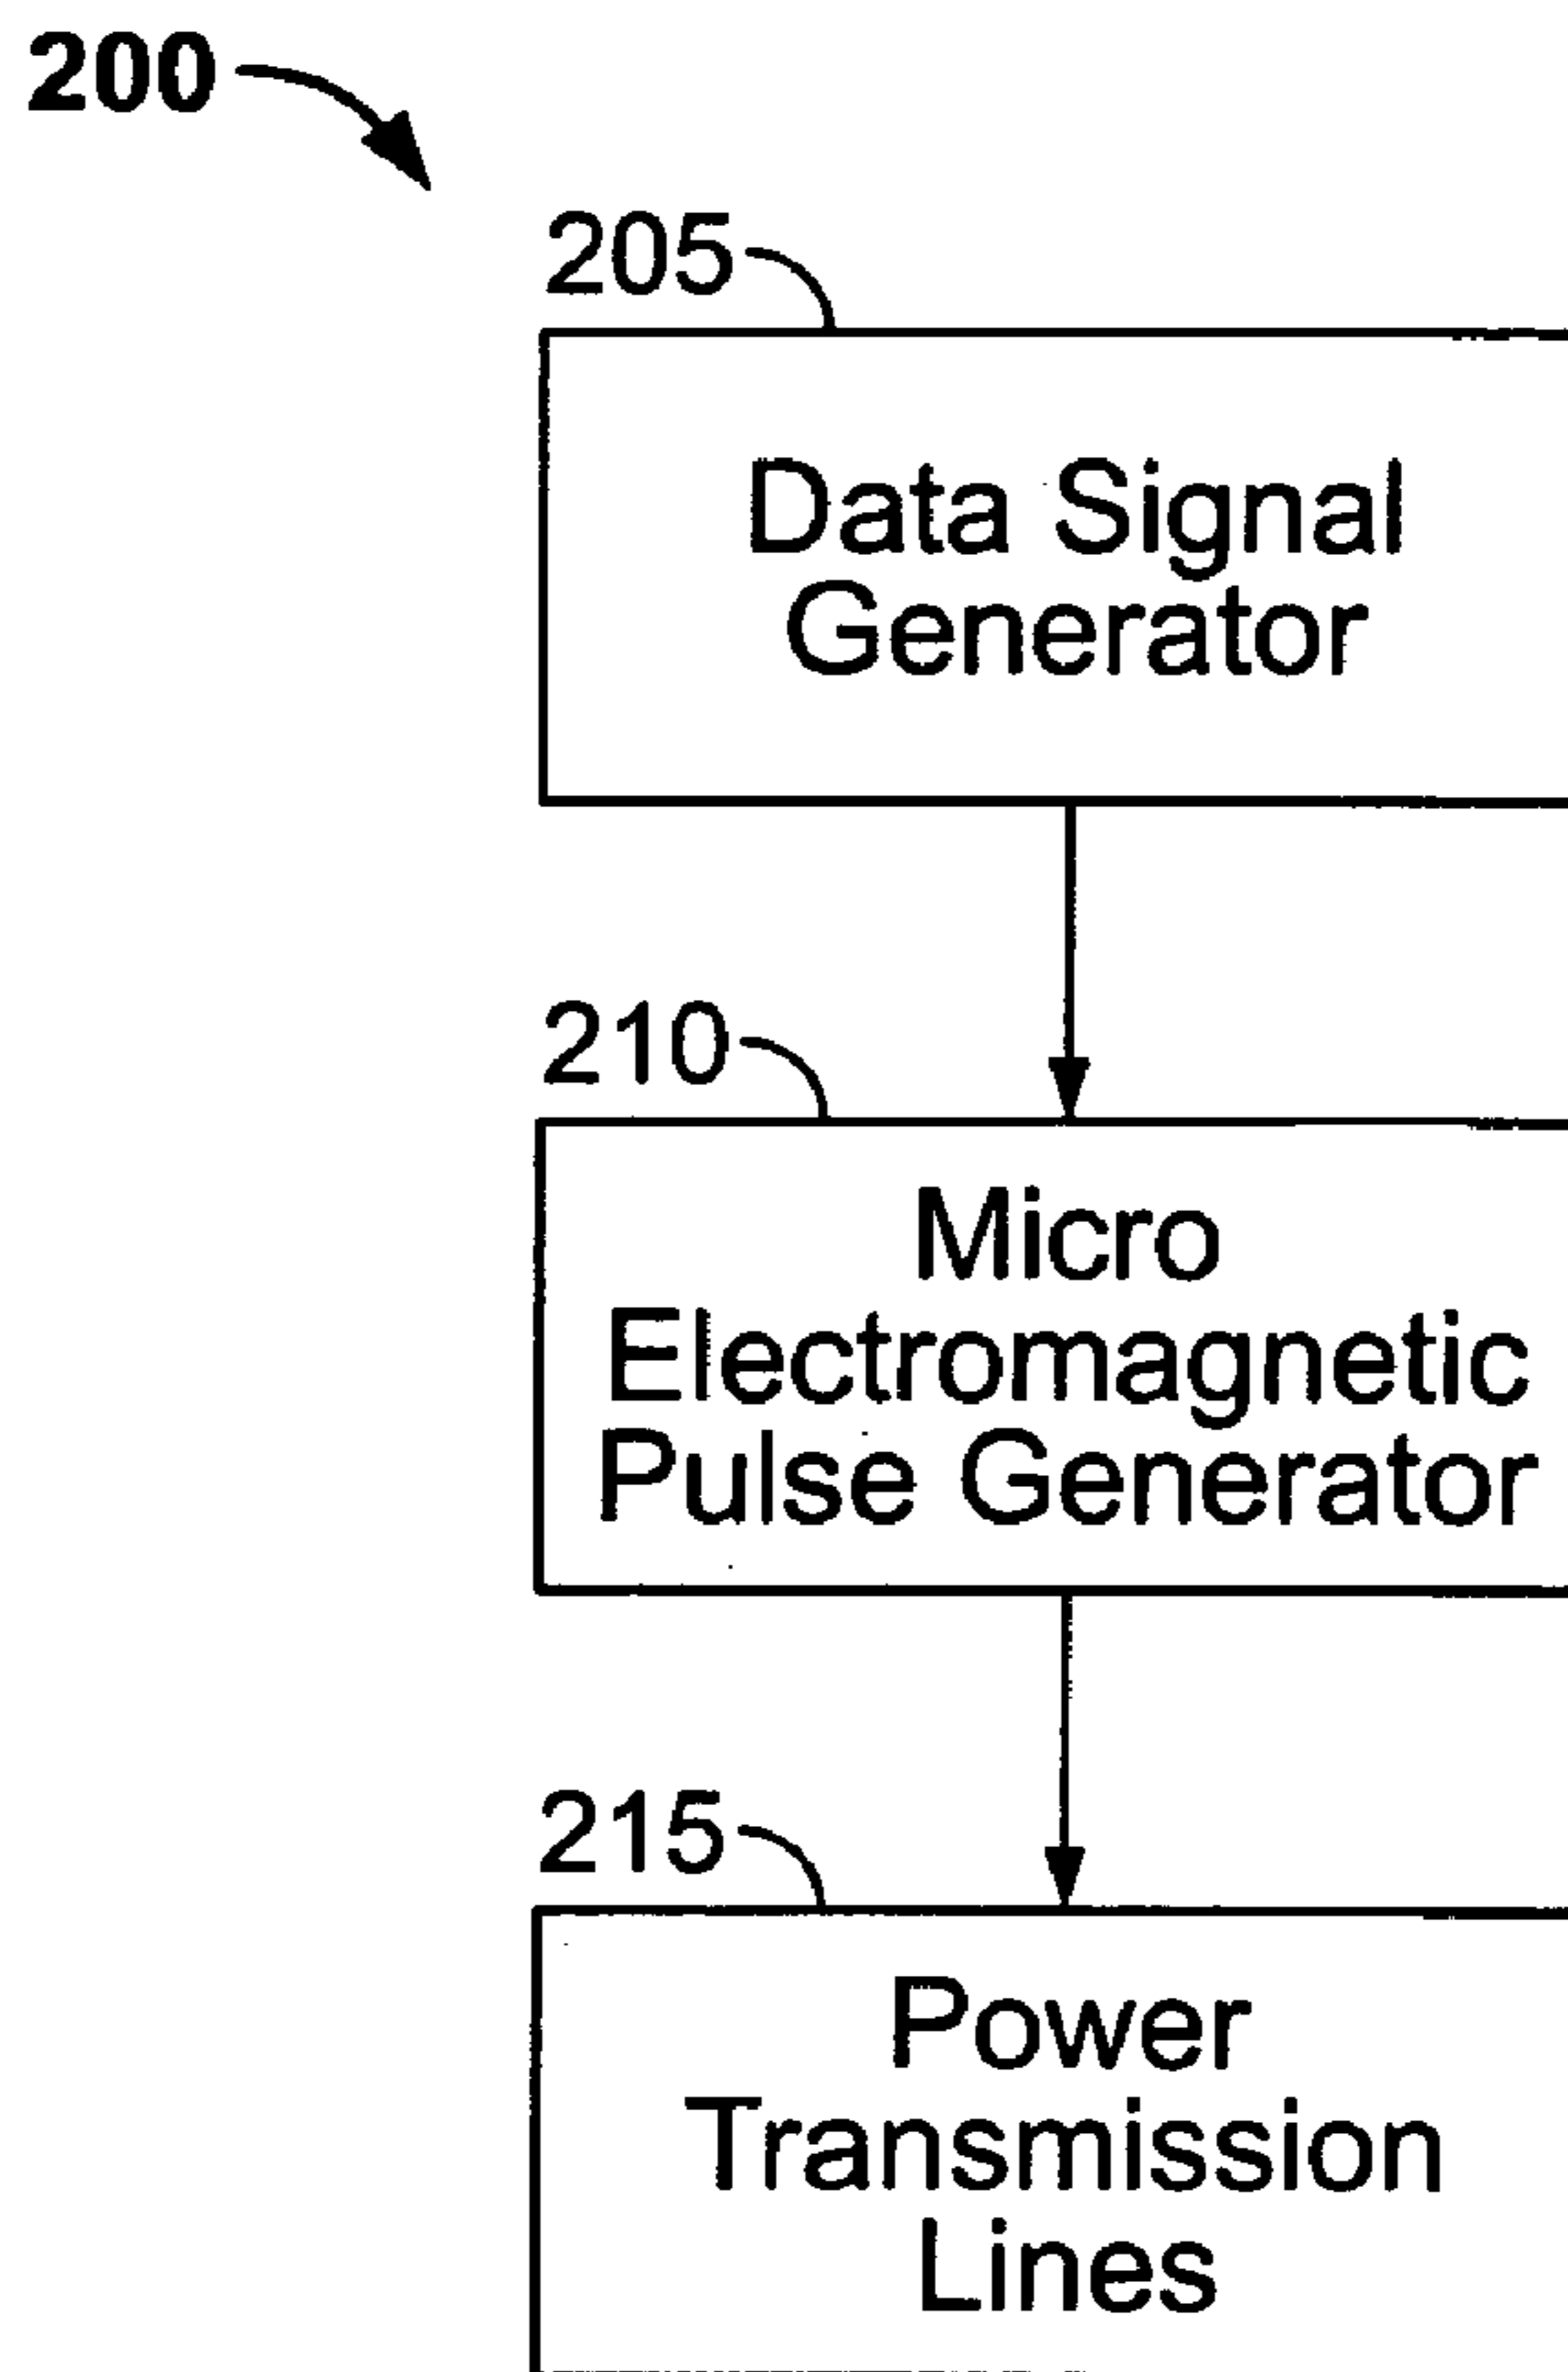 200
205
Data Signal
Generator
210
Micro
Electromagnetic
Pulse Generator
215
Power
Transmission
Lines